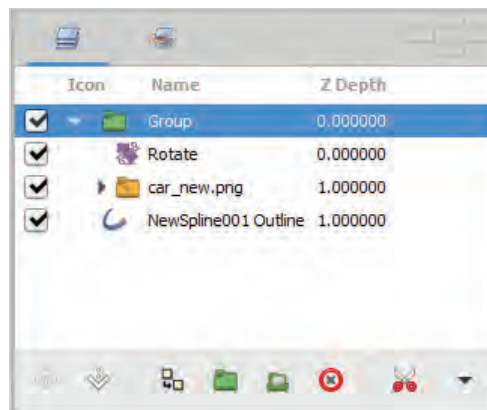 Icon Name Z Depth
Group 0.000000
Rotate 0.000000
car_new.png 1.000000
NewSpline001 Outline 1.000000